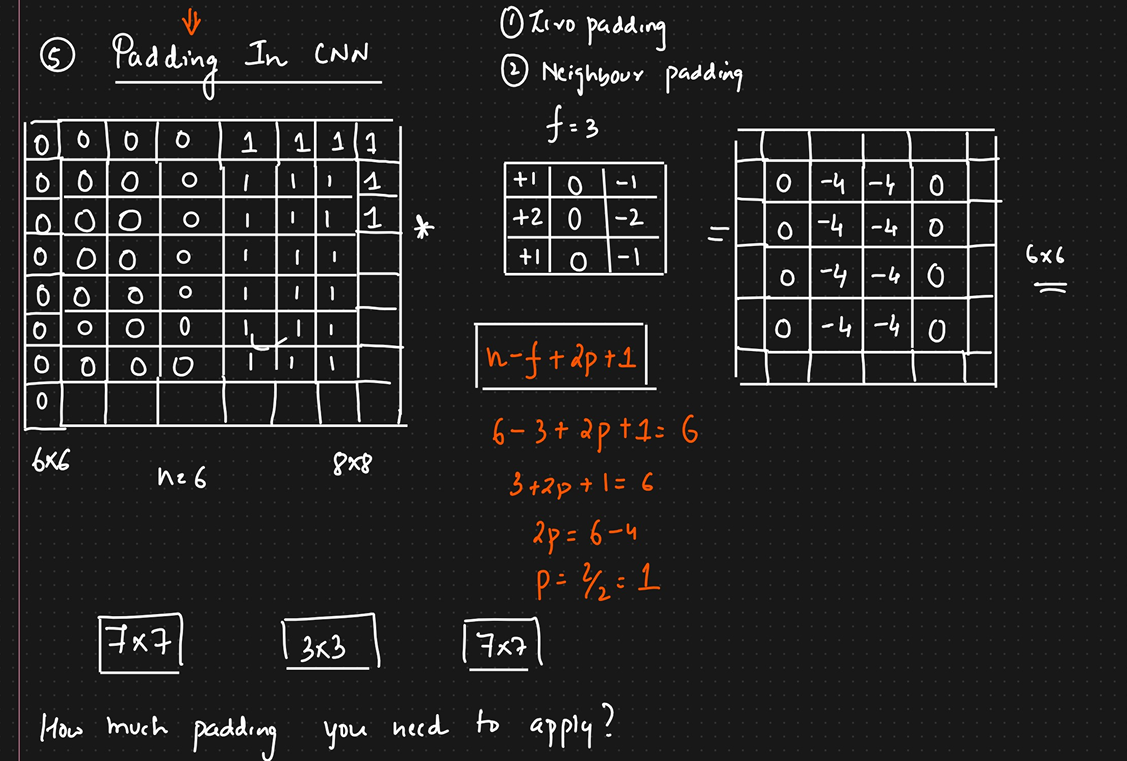 ⑤ Padding In CNN
① Zero padding
② Neighbour padding
f = 3
0 0 0 0 1 1 1 1
0 0 0 0 1 1 1 1
0 0 0 0 1 1 1 1
0 0 0 0 1 1 1
0 0 0 0 1 1 1
0 0 0 0 1 1 1
0 0 0 0 1 1 1
0
6x6
n = 6
8x8
*
+1 0 -1
+2 0 -2
+1 0 -1
=
0 -4 -4 0
0 -4 -4 0
0 -4 -4 0
0 -4 -4 0
6x6
n - f + 2p + 1
6 - 3 + 2p + 1 = 6
3 + 2p + 1 = 6
2p = 6 - 4
p = 2/2 = 1
7x7 3x3 7x7
How much padding you need to apply?